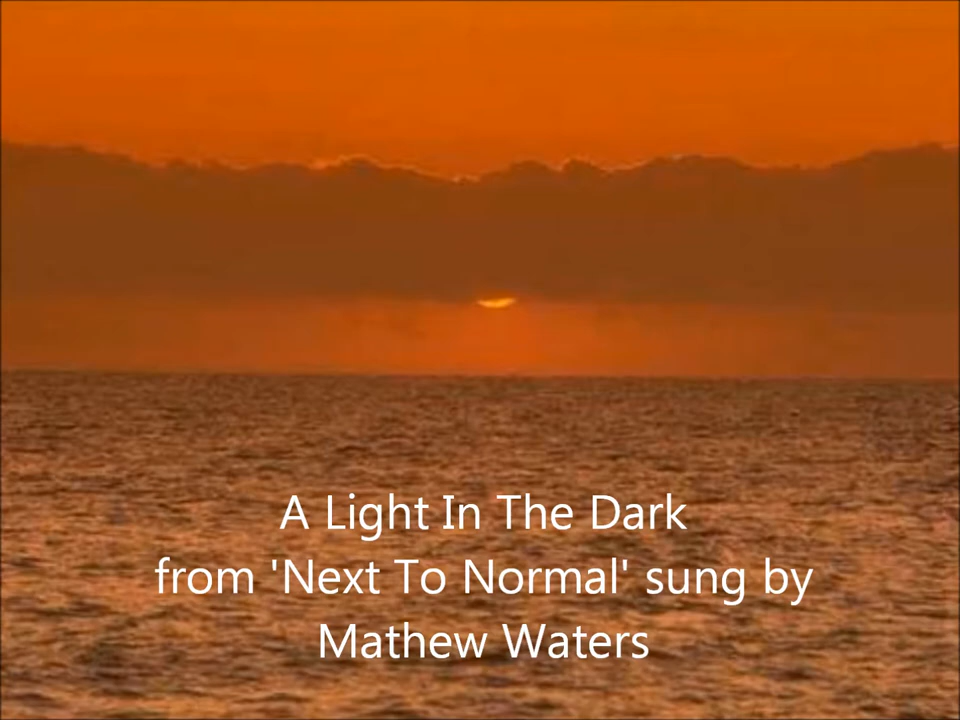 A Light In The Dark
from 'Next To Normal' sung by
Mathew Waters